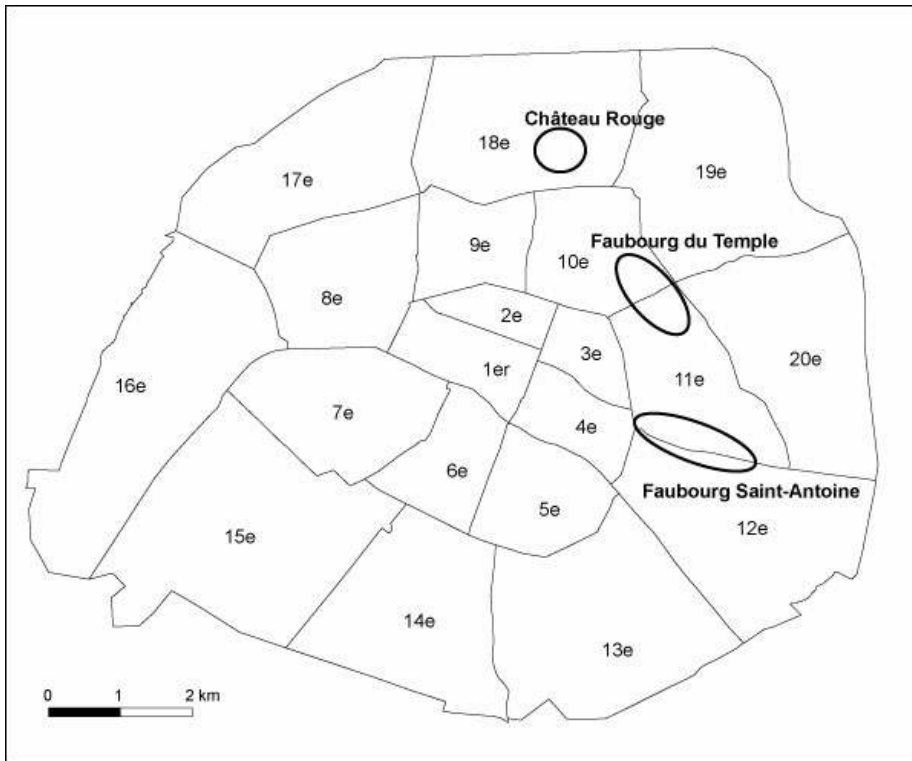 Château Rouge
18e
17e
19e
9e
Faubourg du Temple
10e
8e
2e
3e
20e
1er
16e
11e
7e
4e
6e
Faubourg Saint-Antoine
5e
12e
15e
14e
13e
0 1 2 km